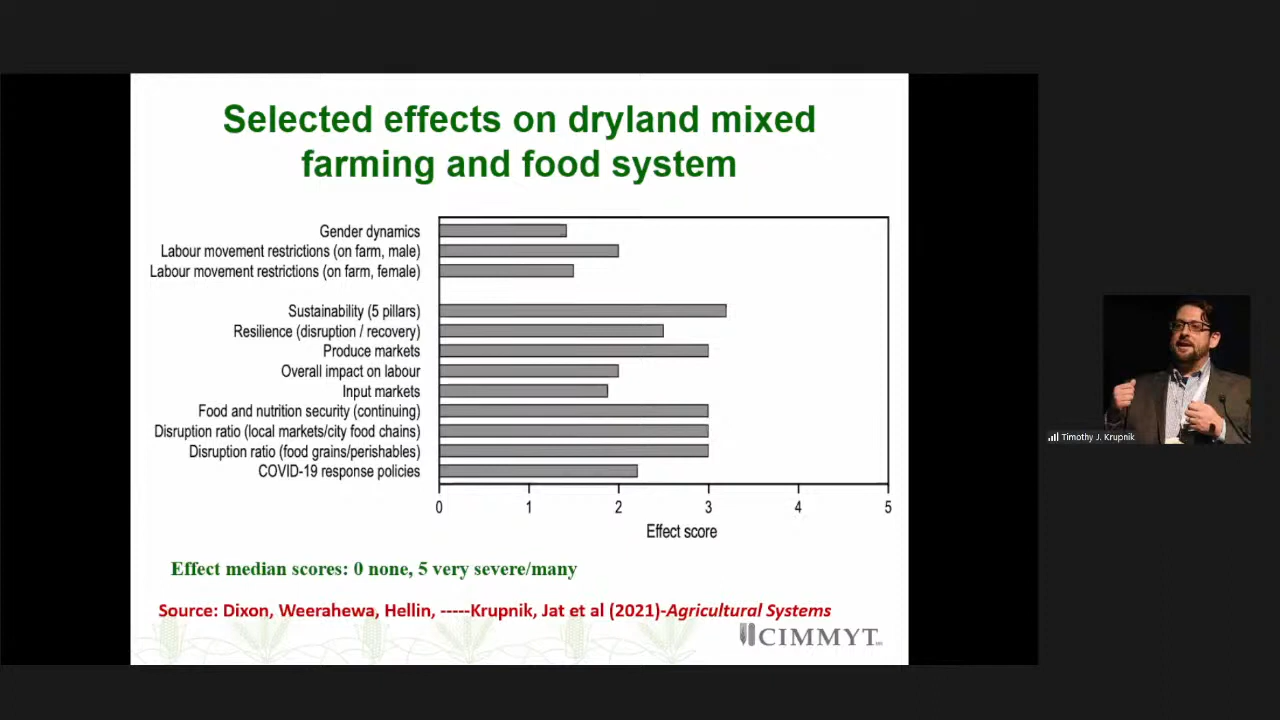 Selected effects on dryland mixed
farming and food system
Gender dynamics
Labour movement restrictions (on farm, male)
Labour movement restrictions (on farm, female)
Sustainability (5 pillars)
Resilience (disruption / recovery)
Produce markets
Overall impact on labour
Input markets
Food and nutrition security (continuing)
Disruption ratio (local markets/city food chains)
Disruption ratio (food grains/perishables)
COVID-19 response policies
0 1 2 3 4 5
Effect score
Effect median scores: 0 none, 5 very severe/many
Source: Dixon, Weerahewa, Hellin, -----Krupnik, Jat et al (2021)-Agricultural Systems
CIMMYT
Timothy J. Krupnik